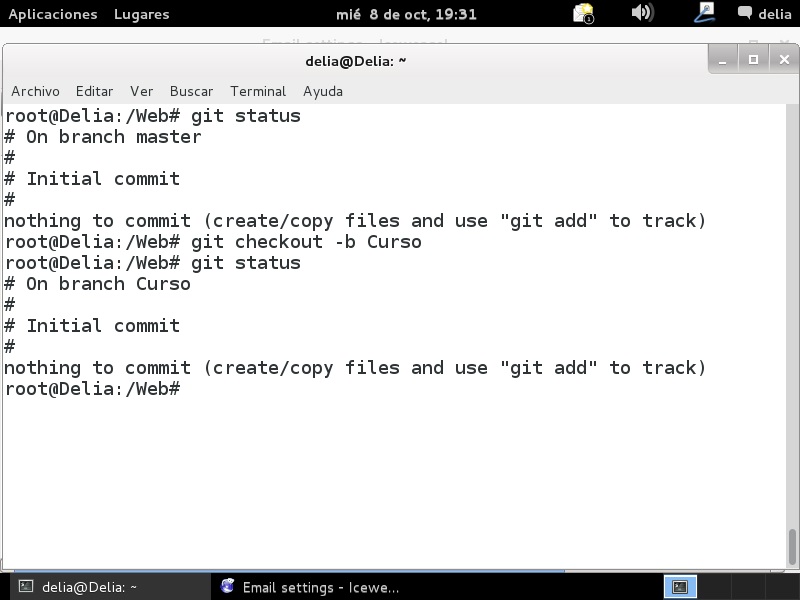 Aplicaciones Lugares mié 8 de oct, 19:31 1 delia
delia@Delia: ~
Archivo Editar Ver Buscar Terminal Ayuda
root@Delia:/Web# git status
# On branch master
#
# Initial commit
#
nothing to commit (create/copy files and use "git add" to track)
root@Delia:/Web# git checkout -b Curso
root@Delia:/Web# git status
# On branch Curso
#
# Initial commit
#
nothing to commit (create/copy files and use "git add" to track)
root@Delia:/Web#
delia@Delia: ~ Email settings - Icewe...